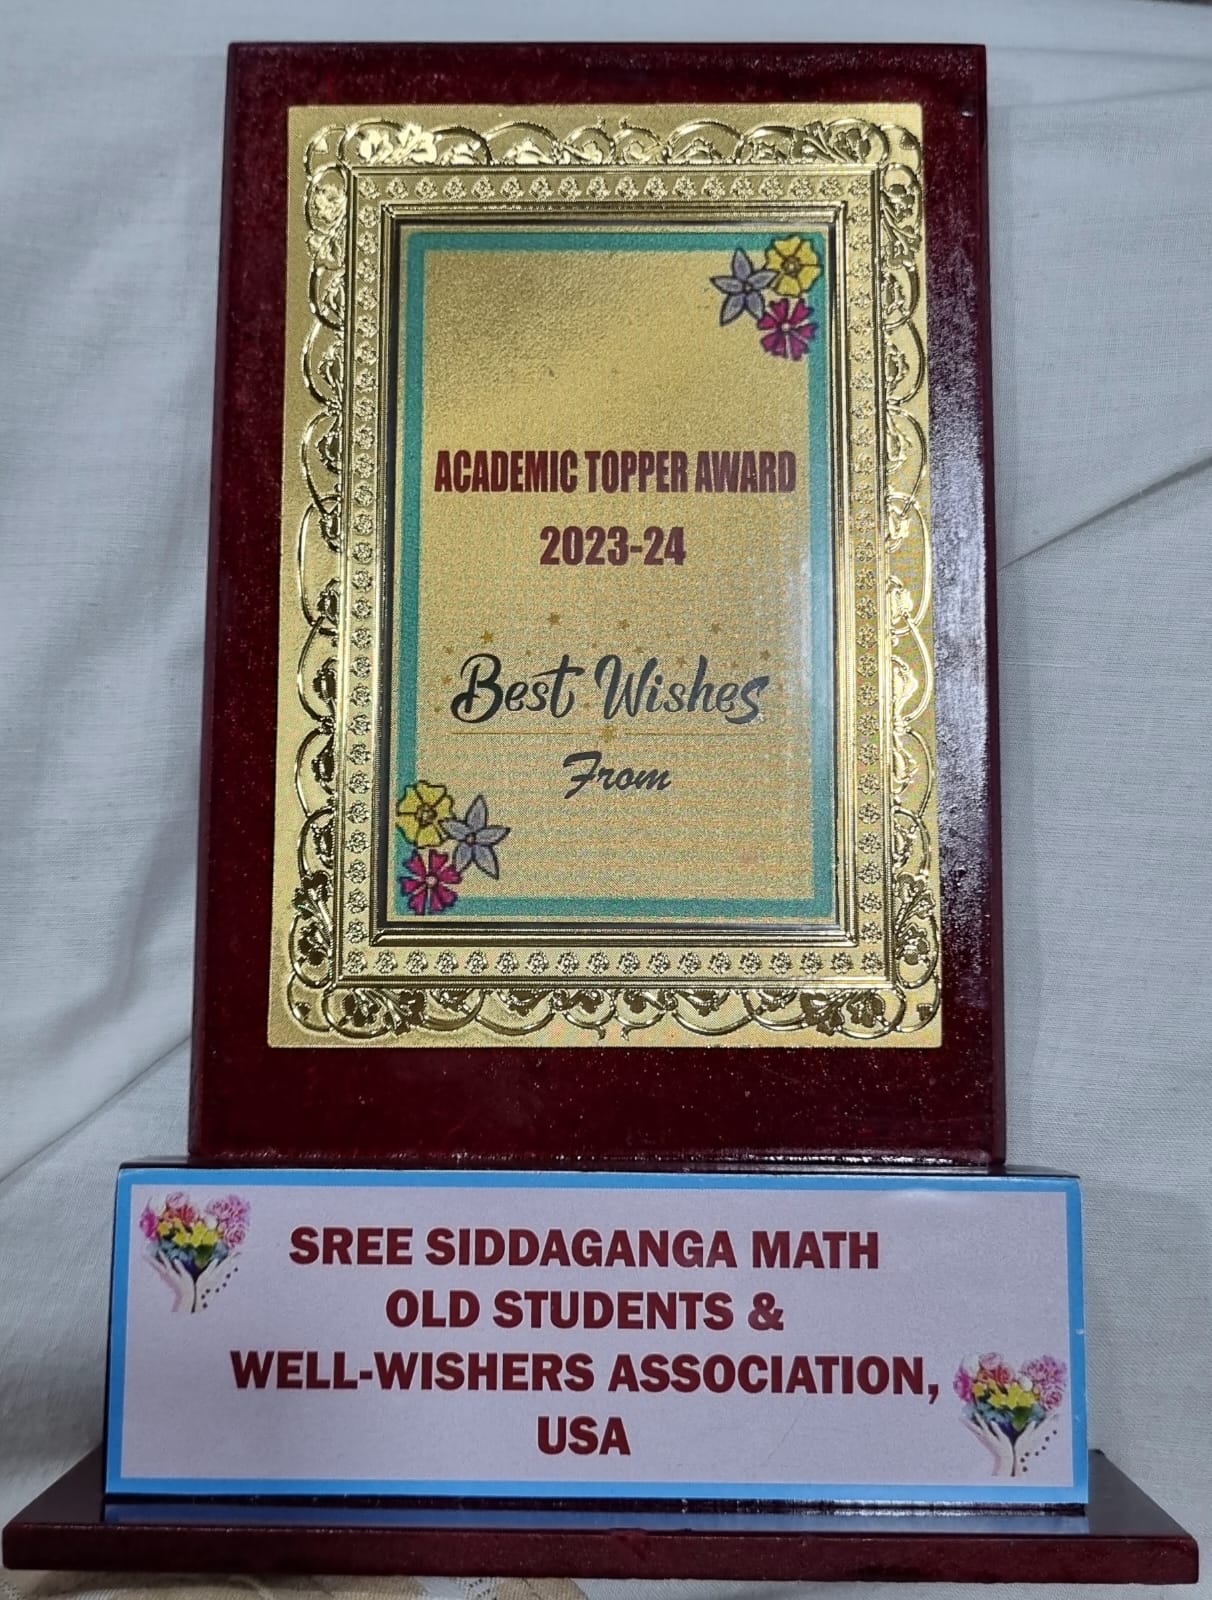 ACADEMIC TOPPER AWARD
2023-24
Best Wishes
From
SREE SIDDAGANGA MATH
OLD STUDENTS &
WELL-WISHERS ASSOCIATION,
USA